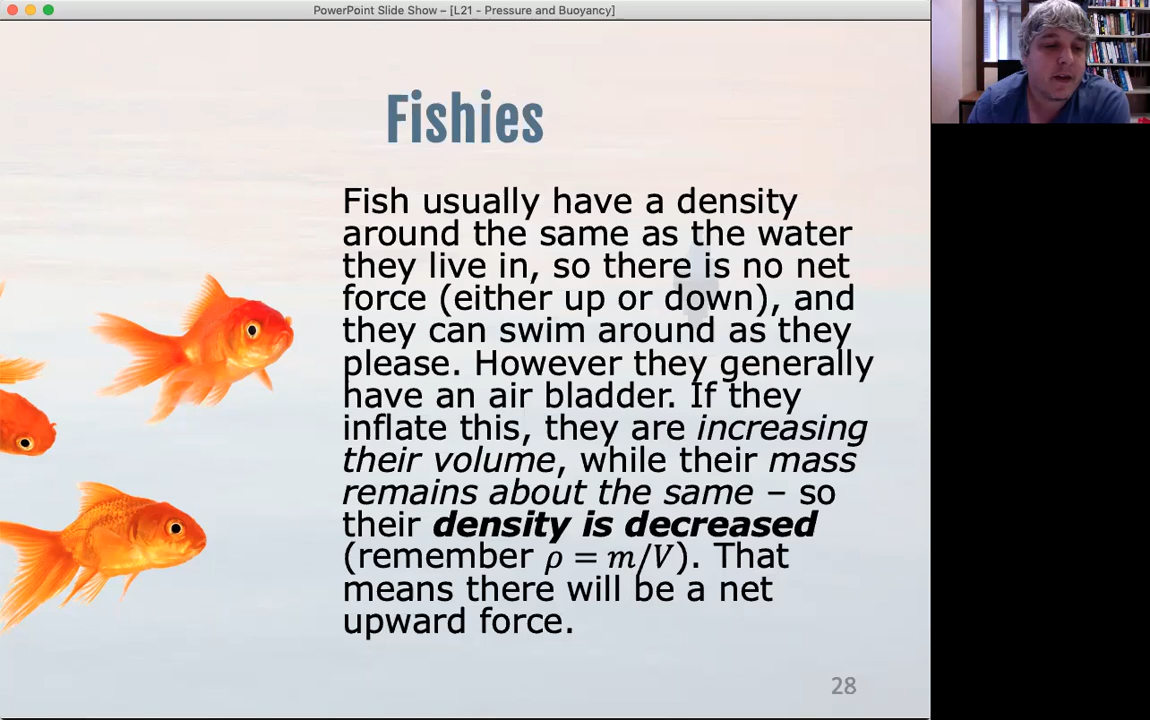 PowerPoint Slide Show – [L21 - Pressure and Buoyancy]
Fishies
Fish usually have a density
around the same as the water
they live in, so there is no net
force (either up or down), and
they can swim around as they
please. However they generally
have an air bladder. If they
inflate this, they are increasing
their volume, while their mass
remains about the same – so
their density is decreased
(remember ρ = m/V). That
means there will be a net
upward force.
28